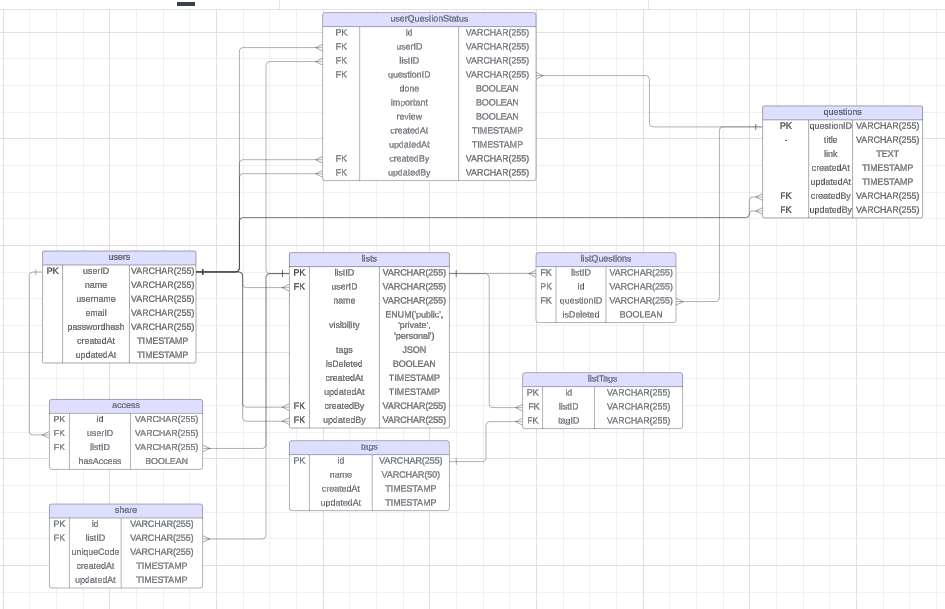 userQuestionStatus
PK id VARCHAR(255)
FK userID VARCHAR(255)
FK listID VARCHAR(255)
FK questionID VARCHAR(255)
done BOOLEAN
important BOOLEAN
review BOOLEAN
createdAt TIMESTAMP
updatedAt TIMESTAMP
FK createdBy VARCHAR(255)
FK updatedBy VARCHAR(255)
questions
PK questionID VARCHAR(255)
- title VARCHAR(255)
link TEXT
createdAt TIMESTAMP
updatedAt TIMESTAMP
FK createdBy VARCHAR(255)
FK updatedBy VARCHAR(255)
users
PK userID VARCHAR(255)
name VARCHAR(255)
username VARCHAR(255)
email VARCHAR(255)
passwordhash VARCHAR(255)
createdAt TIMESTAMP
updatedAt TIMESTAMP
lists
PK listID VARCHAR(255)
FK userID VARCHAR(255)
name VARCHAR(255)
visibility ENUM('public',
'private',
'personal')
tags JSON
isDeleted BOOLEAN
createdAt TIMESTAMP
updatedAt TIMESTAMP
FK createdBy VARCHAR(255)
FK updatedBy VARCHAR(255)
listQuestions
FK listID VARCHAR(255)
PK id VARCHAR(255)
FK questionID VARCHAR(255)
isDeleted BOOLEAN
listTags
PK id VARCHAR(255)
FK listID VARCHAR(255)
FK tagID VARCHAR(255)
access
PK id VARCHAR(255)
FK userID VARCHAR(255)
FK listID VARCHAR(255)
hasAccess BOOLEAN
tags
PK id VARCHAR(255)
name VARCHAR(50)
createdAt TIMESTAMP
updatedAt TIMESTAMP
share
PK id VARCHAR(255)
FK listID VARCHAR(255)
uniqueCode VARCHAR(255)
createdAt TIMESTAMP
updatedAt TIMESTAMP